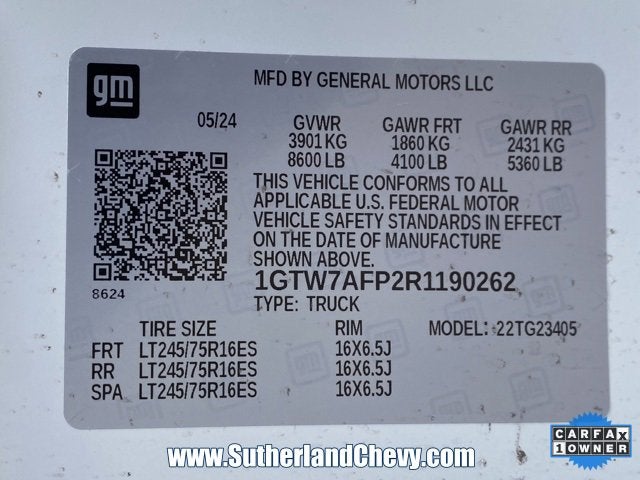 gm
MFD BY GENERAL MOTORS LLC
05/24 GVWR GAWR FRT GAWR RR
3901 KG 1860 KG 2431 KG
8600 LB 4100 LB 5360 LB
THIS VEHICLE CONFORMS TO ALL
APPLICABLE U.S. FEDERAL MOTOR
VEHICLE SAFETY STANDARDS IN EFFECT
ON THE DATE OF MANUFACTURE
SHOWN ABOVE.
8624
1GTW7AFP2R1190262
TYPE: TRUCK
TIRE SIZE RIM MODEL: 22TG23405
FRT LT245/75R16ES 16X6.5J
RR LT245/75R16ES 16X6.5J
SPA LT245/75R16ES 16X6.5J
www.SutherlandChevy.com
CARFAX
1 OWNER